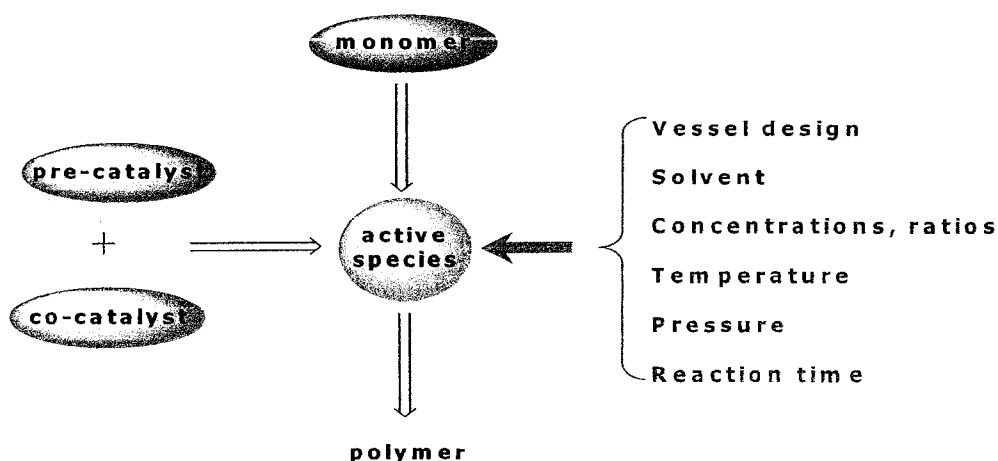 monomer
pre-catalyst
+
co-catalyst
active
species
polymer
Vessel design
Solvent
Concentrations, ratios
Temperature
Pressure
Reaction time